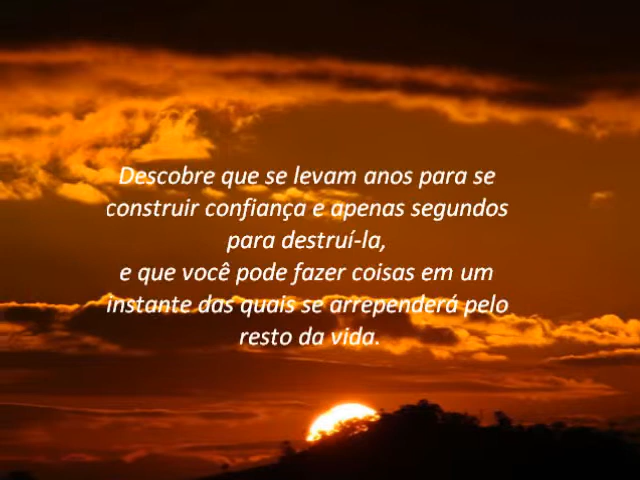 Descobre que se levam anos para se
construir confiança e apenas segundos
para destruí-la,
e que você pode fazer coisas em um
instante das quais se arrependerá pelo
resto da vida.